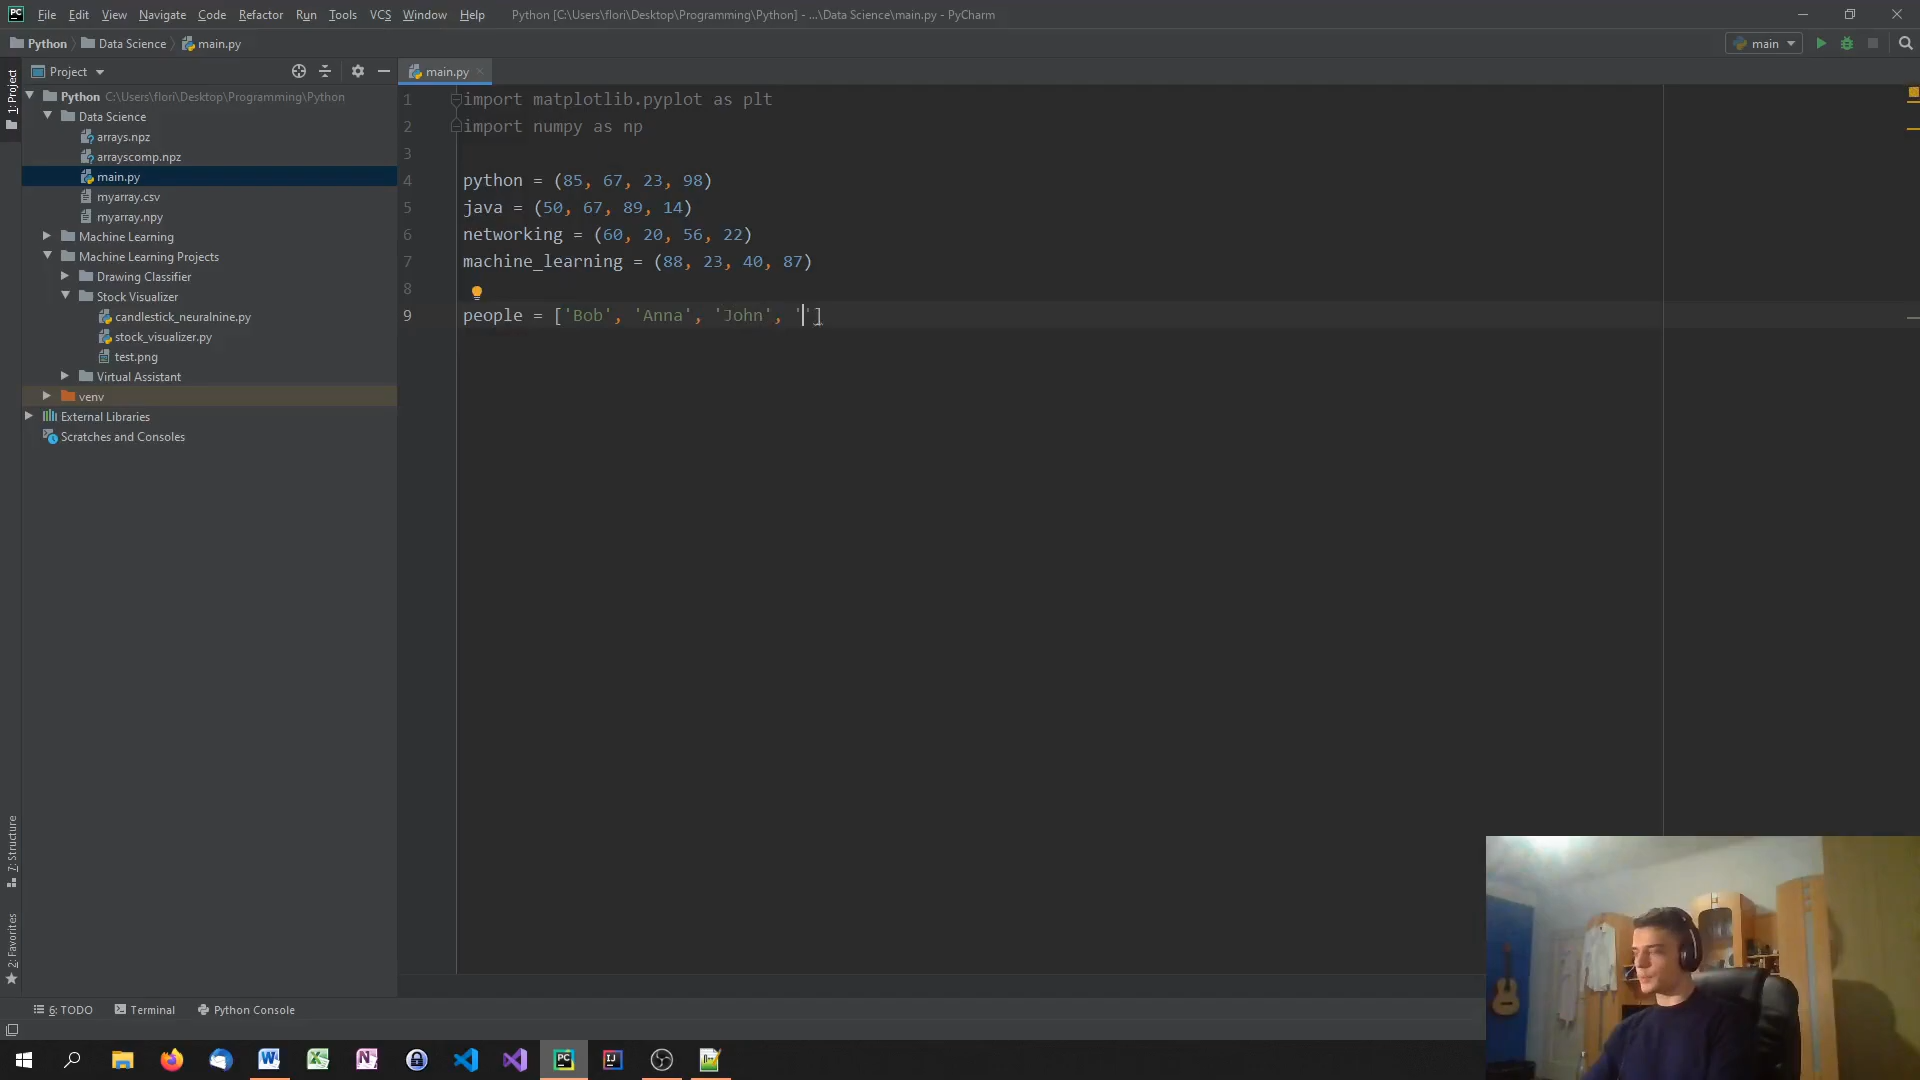 File Edit View Navigate Code Refactor Run Tools VCS Window Help Python [C:\Users\flori\Desktop\Programming\Python] - ...\Data Science\main.py - PyCharm
Python Data Science main.py main
Project main.py
1: Project
Python C:\Users\flori\Desktop\Programming\Python
Data Science
arrays.npz
arrayscomp.npz
main.py
myarray.csv
myarray.npy
Machine Learning
Machine Learning Projects
Drawing Classifier
Stock Visualizer
candlestick_neuralnine.py
stock_visualizer.py
test.png
Virtual Assistant
venv
External Libraries
Scratches and Consoles
1 import matplotlib.pyplot as plt
2 import numpy as np
3
4 python = (85, 67, 23, 98)
5 java = (50, 67, 89, 14)
6 networking = (60, 20, 56, 22)
7 machine_learning = (88, 23, 40, 87)
8
9 people = ['Bob', 'Anna', 'John', '']
7: Structure
2: Favorites
6: TODO Terminal Python Console